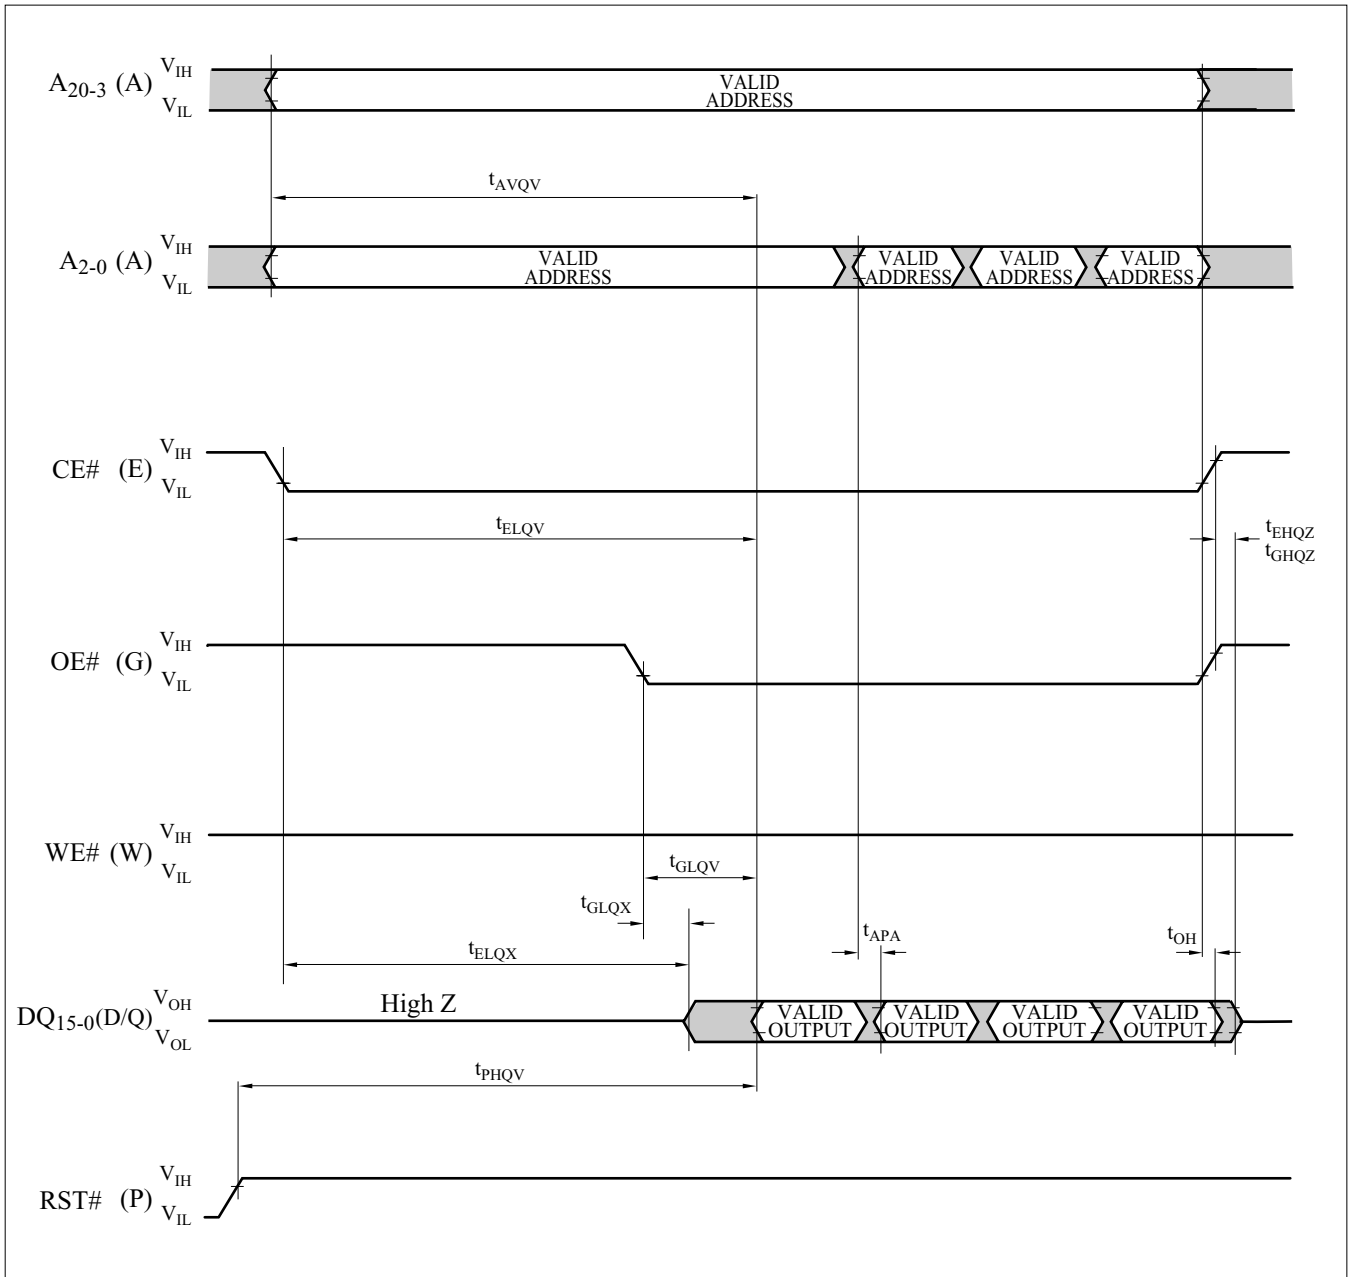 A20-3 (A) VIH
VIL
VALID
ADDRESS
tAVQV
A2-0 (A) VIH
VIL
VALID
ADDRESS
VALID
ADDRESS
VALID
ADDRESS
VALID
ADDRESS
CE# (E) VIH
VIL
tELQV
tEHQZ
tGHQZ
OE# (G) VIH
VIL
WE# (W) VIH
VIL
tGLQV
tGLQX
tELQX
tAPA
tOH
DQ15-0(D/Q) VOH
VOL
High Z
VALID
OUTPUT
VALID
OUTPUT
VALID
OUTPUT
VALID
OUTPUT
tPHQV
RST# (P) VIH
VIL